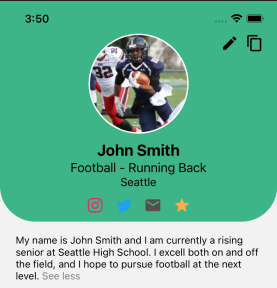 3:50
32
John Smith
Football - Running Back
Seattle
My name is John Smith and I am currently a rising
senior at Seattle High School. I excell both on and off
the field, and I hope to pursue football at the next
level. See less